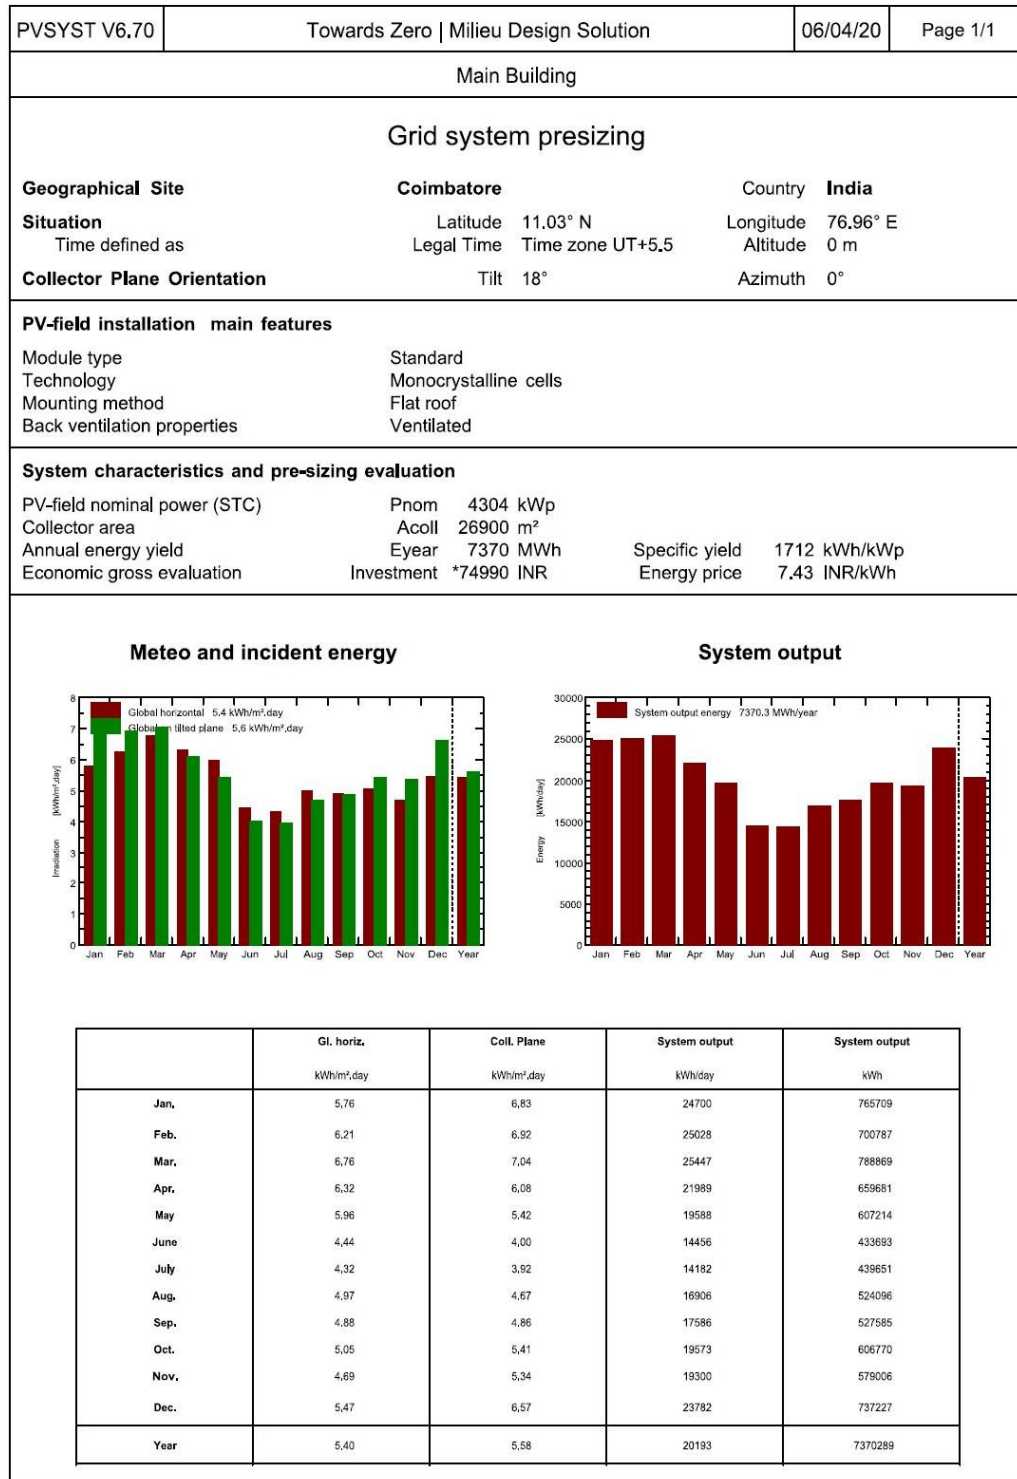 PVSYST V6.70 Towards Zero | Milieu Design Solution 06/04/20 Page 1/1
Main Building
Grid system presizing
Geographical Site Coimbatore Country India
Situation Latitude 11.03° N Longitude 76.96° E
Time defined as Legal Time Time zone UT+5.5 Altitude 0 m
Collector Plane Orientation Tilt 18° Azimuth 0°
PV-field installation main features
Module type Standard
Technology Monocrystalline cells
Mounting method Flat roof
Back ventilation properties Ventilated
System characteristics and pre-sizing evaluation
PV-field nominal power (STC) Pnom 4304 kWp
Collector area Acoll 26900 m²
Annual energy yield Eyear 7370 MWh Specific yield 1712 kWh/kWp
Economic gross evaluation Investment *74990 INR Energy price 7.43 INR/kWh
Meteo and incident energy
Global horizontal 5.4 kWh/m².day
tilted plane 5.6 kWh/m².day
Irradiation [kWh/m².day]
8
7
6
5
4
3
2
1
0
Jan Feb Mar Apr May Jun Jul Aug Sep Oct Nov Dec Year
System output
System output energy 7370.3 MWh/year
Energy [kWh/day]
30000
25000
20000
15000
10000
5000
0
Jan Feb Mar Apr May Jun Jul Aug Sep Oct Nov Dec Year
Gl. horiz. Coll. Plane System output System output
kWh/m².day kWh/m².day kWh/day kWh
Jan. 5.76 6.83 24700 765709
Feb. 6.21 6.92 25028 700787
Mar. 6.76 7.04 25447 788869
Apr. 6.32 6.08 21989 659681
May 5.96 5.42 19588 607214
June 4.44 4.00 14456 433693
July 4.32 3.92 14182 439651
Aug. 4.97 4.67 16906 524096
Sep. 4.88 4.86 17586 527585
Oct. 5.05 5.41 19573 606770
Nov. 4.69 5.34 19300 579006
Dec. 5.47 6.57 23782 737227
Year 5.40 5.58 20193 7370289